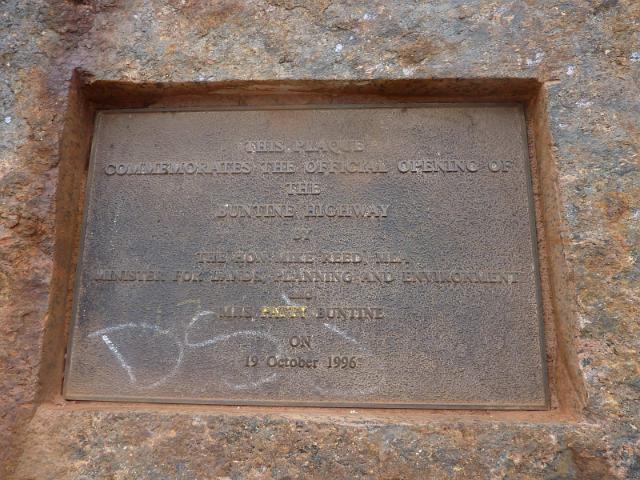 THIS PLAQUE
COMMEMORATES THE OFFICIAL OPENING OF
THE
BUNTINE HIGHWAY
BY
THE HON MIKE REED, MLA,
MINISTER FOR LANDS, PLANNING AND ENVIRONMENT
and
MRS PATTY BUNTINE
ON
19 October 1996